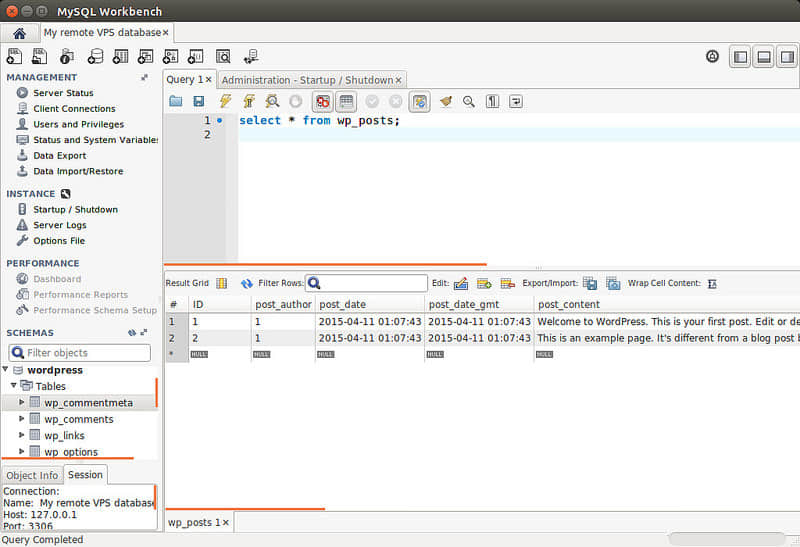 MySQL Workbench
My remote VPS database
MANAGEMENT
Server Status
Client Connections
Users and Privileges
Status and System Variables
Data Export
Data Import/Restore
INSTANCE
Startup / Shutdown
Server Logs
Options File
PERFORMANCE
Dashboard
Performance Reports
Performance Schema Setup
SCHEMAS
Filter objects
wordpress
Tables
wp_commentmeta
wp_comments
wp_links
wp_options
Object Info Session
Connection:
Name: My remote VPS database
Host: 127.0.0.1
Port: 3306
Query Completed
Query 1 Administration - Startup / Shutdown
1 select * from wp_posts;
2
Result Grid Filter Rows: Edit: Export/Import: Wrap Cell Content:
# ID post_author post_date post_date_gmt post_content
1 1 1 2015-04-11 01:07:43 2015-04-11 01:07:43 Welcome to WordPress. This is your first post. Edit or de
2 2 1 2015-04-11 01:07:43 2015-04-11 01:07:43 This is an example page. It's different from a blog post b
* NULL NULL NULL NULL NULL
wp_posts 1